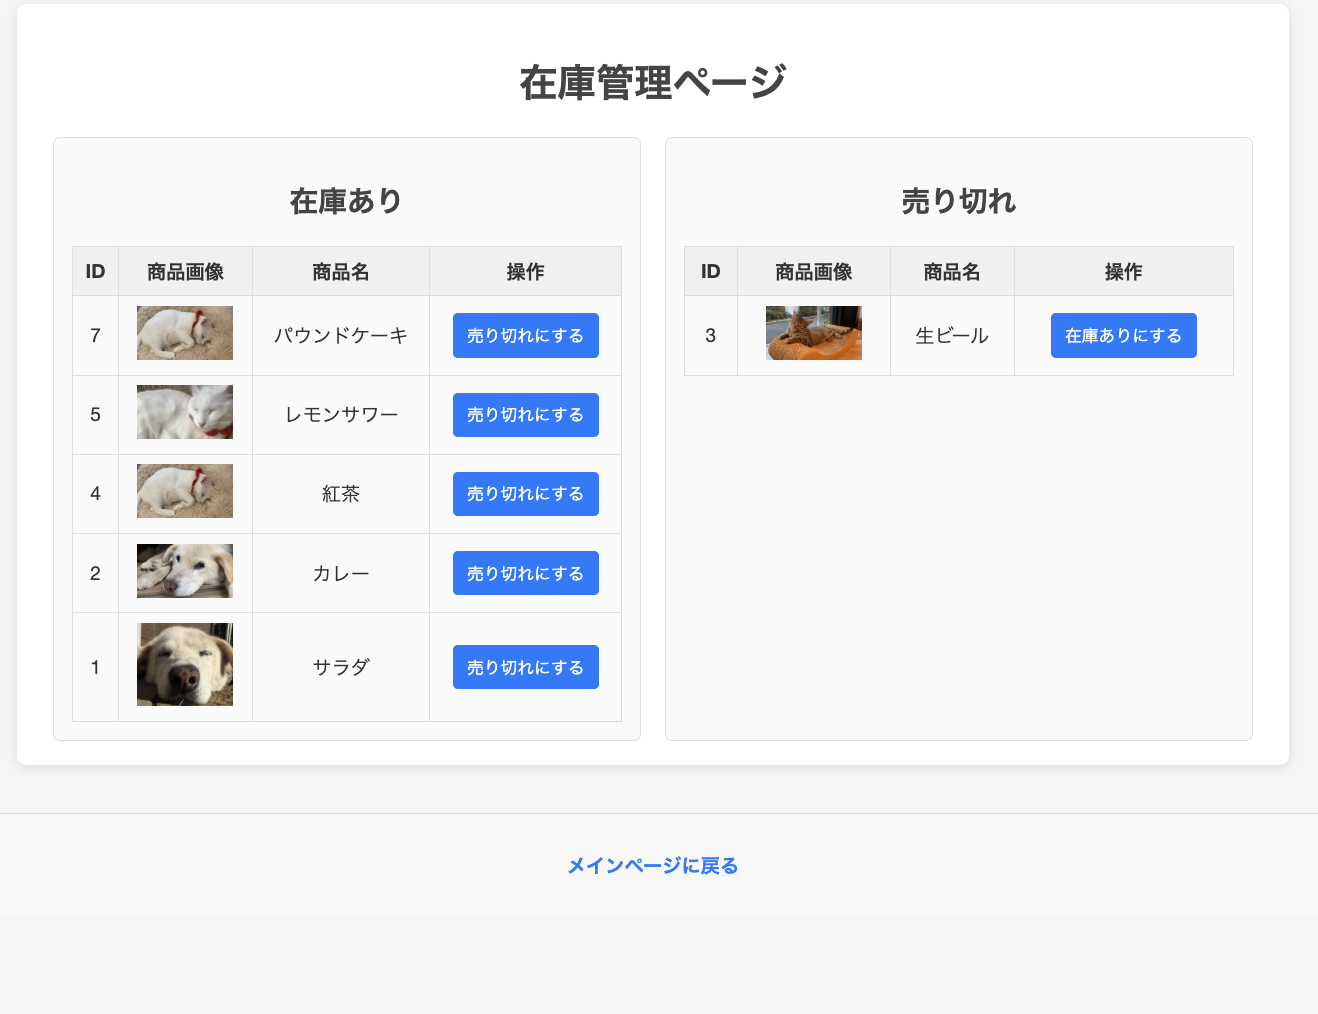 在庫管理ページ
在庫あり
ID 商品画像 商品名 操作
7 パウンドケーキ 売り切れにする
5 レモンサワー 売り切れにする
4 紅茶 売り切れにする
2 カレー 売り切れにする
1 サラダ 売り切れにする
売り切れ
ID 商品画像 商品名 操作
3 生ビール 在庫ありにする
メインページに戻る